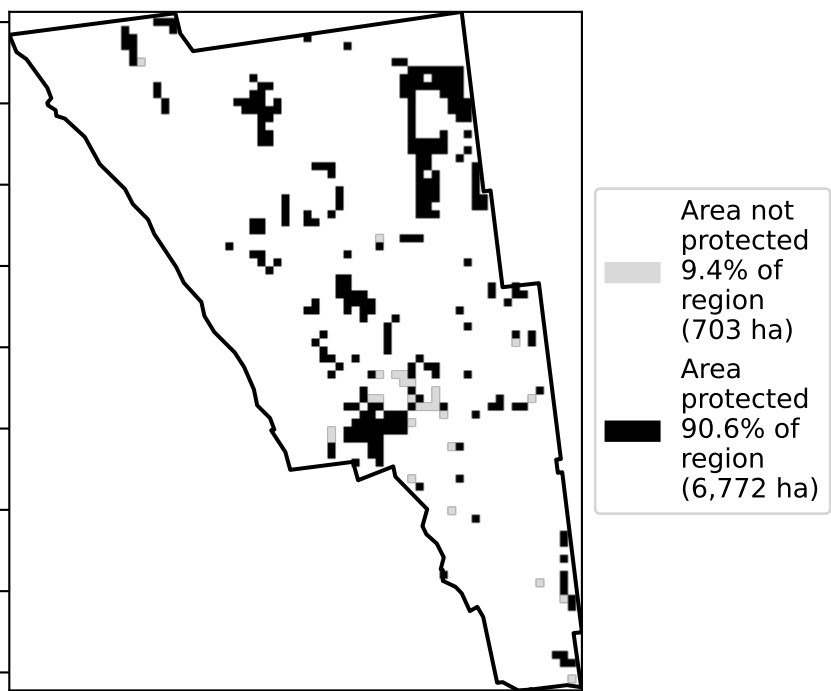 Area not
protected
9.4% of
region
(703 ha)
Area
protected
90.6% of
region
(6,772 ha)